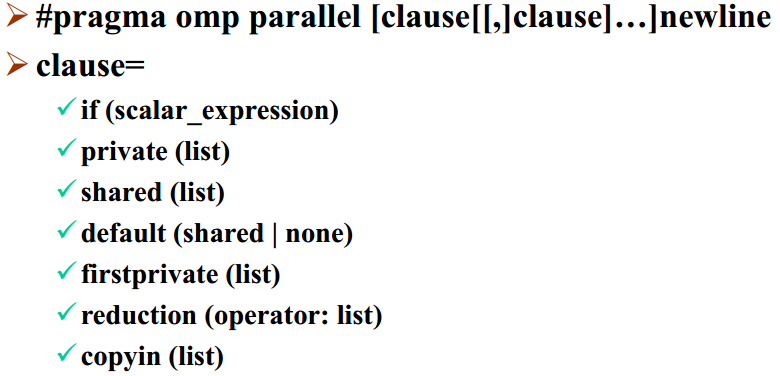 #pragma omp parallel [clause[[,]clause]…]newline
clause=
if (scalar_expression)
private (list)
shared (list)
default (shared | none)
firstprivate (list)
reduction (operator: list)
copyin (list)